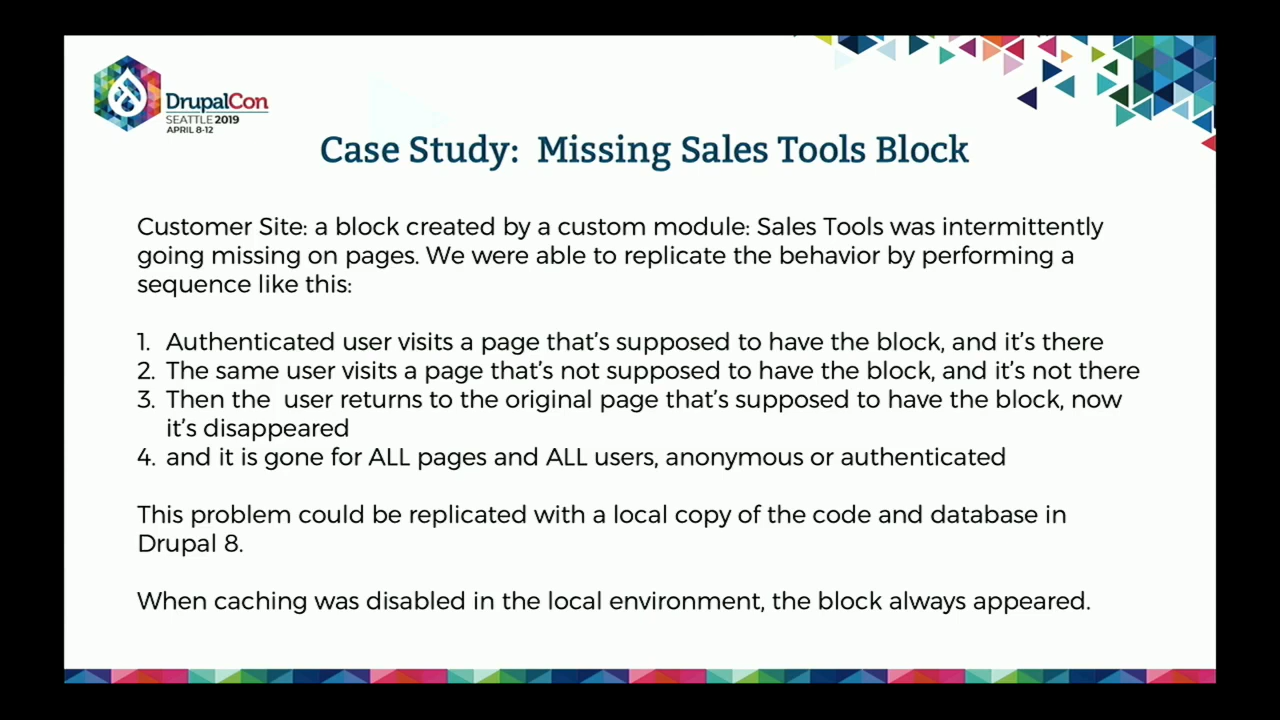 DrupalCon
SEATTLE 2019
APRIL 8-12
Case Study:  Missing Sales Tools Block
Customer Site: a block created by a custom module: Sales Tools was intermittently
going missing on pages. We were able to replicate the behavior by performing a
sequence like this:
1. Authenticated user visits a page that's supposed to have the block, and it's there
2. The same user visits a page that's not supposed to have the block, and it's not there
3. Then the  user returns to the original page that's supposed to have the block, now
it's disappeared
4. and it is gone for ALL pages and ALL users, anonymous or authenticated
This problem could be replicated with a local copy of the code and database in
Drupal 8.
When caching was disabled in the local environment, the block always appeared.